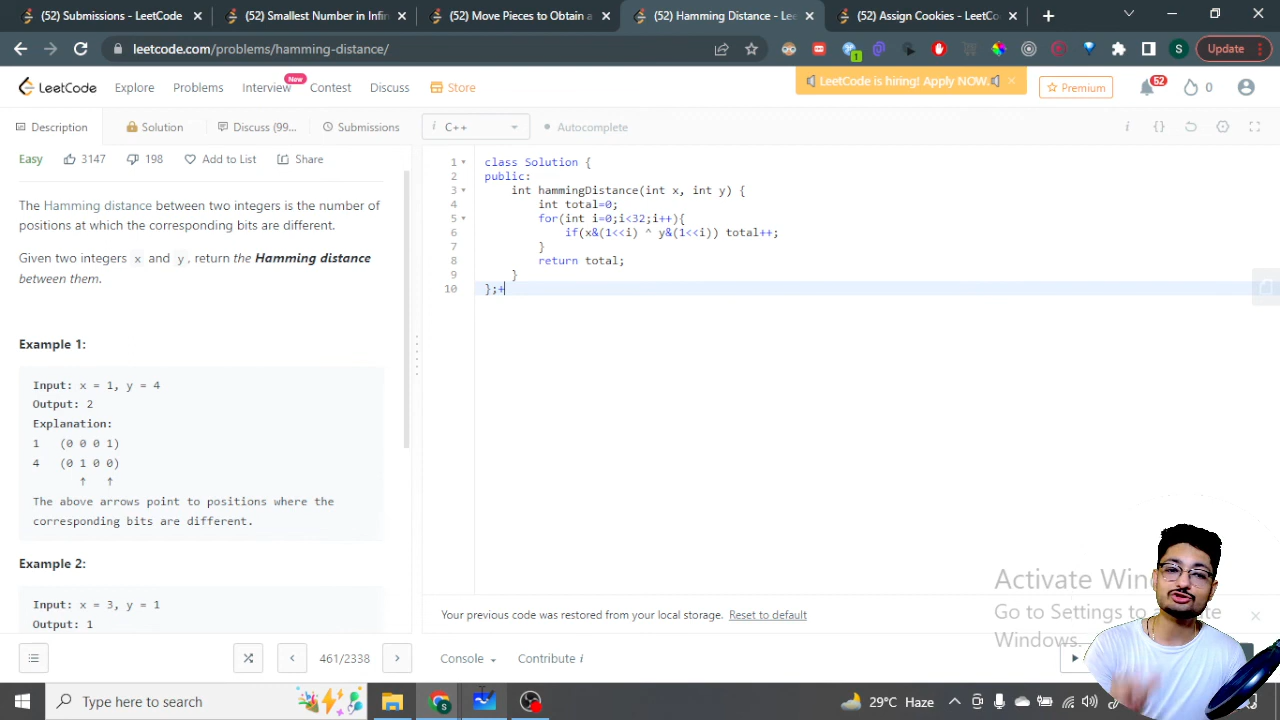 (52) Submissions - LeetCode
(52) Smallest Number in Infin
(52) Move Pieces to Obtain a
(52) Hamming Distance - Lee
(52) Assign Cookies - LeetCo
leetcode.com/problems/hamming-distance/
1
S
Update
LeetCode
Explore
Problems
Interview
New
Contest
Discuss
Store
LeetCode is hiring! Apply NOW.
Premium
52
0
Description
Solution
Discuss (99...
Submissions
i C++
Autocomplete
Easy
3147
198
Add to List
Share
The Hamming distance between two integers is the number of
positions at which the corresponding bits are different.
Given two integers x and y, return the Hamming distance
between them.
Example 1:
Input: x = 1, y = 4
Output: 2
Explanation:
1 (0 0 0 1)
4 (0 1 0 0)
↑ ↑
The above arrows point to positions where the
corresponding bits are different.
Example 2:
Input: x = 3, y = 1
Output: 1
1 class Solution {
2 public:
3 int hammingDistance(int x, int y) {
4 int total=0;
5 for(int i=0;i<32;i++){
6 if(x&(1<<i) ^ y&(1<<i)) total++;
7 }
8 return total;
9 }
10 };+
Activate Win
Go to Settings to
Windows.
Your previous code was restored from your local storage. Reset to default
461/2338
Console
Contribute i
Type here to search
29°C Haze